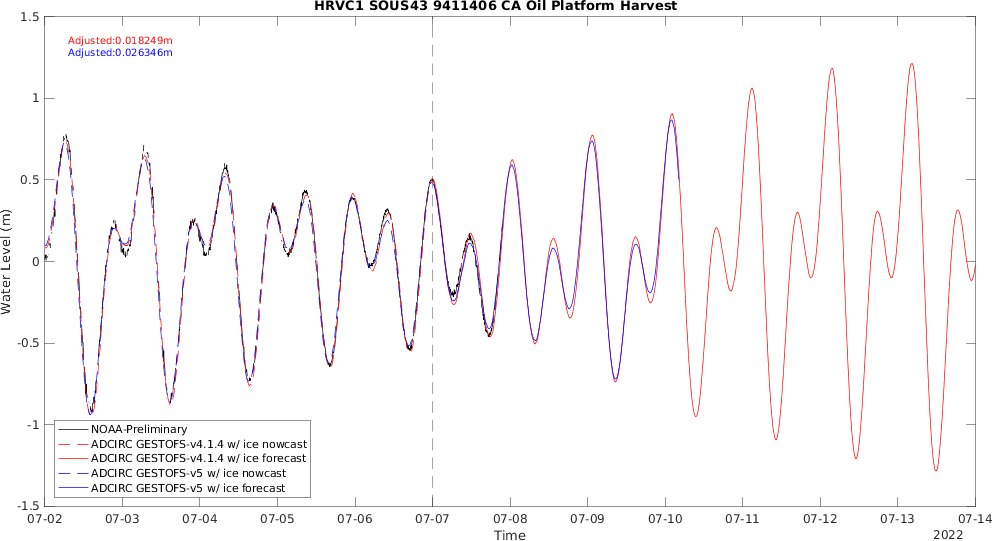 HRVC1 SOUS43 9411406 CA Oil Platform Harvest
Adjusted:0.018249m
Adjusted:0.026346m
1.5
1
0.5
0
-0.5
-1
-1.5
Water Level (m)
NOAA-Preliminary
ADCIRC GESTOFS-v4.1.4 w/ ice nowcast
ADCIRC GESTOFS-v4.1.4 w/ ice forecast
ADCIRC GESTOFS-v5 w/ ice nowcast
ADCIRC GESTOFS-v5 w/ ice forecast
07-02 07-03 07-04 07-05 07-06 07-07 07-08 07-09 07-10 07-11 07-12 07-13 07-14
Time
2022